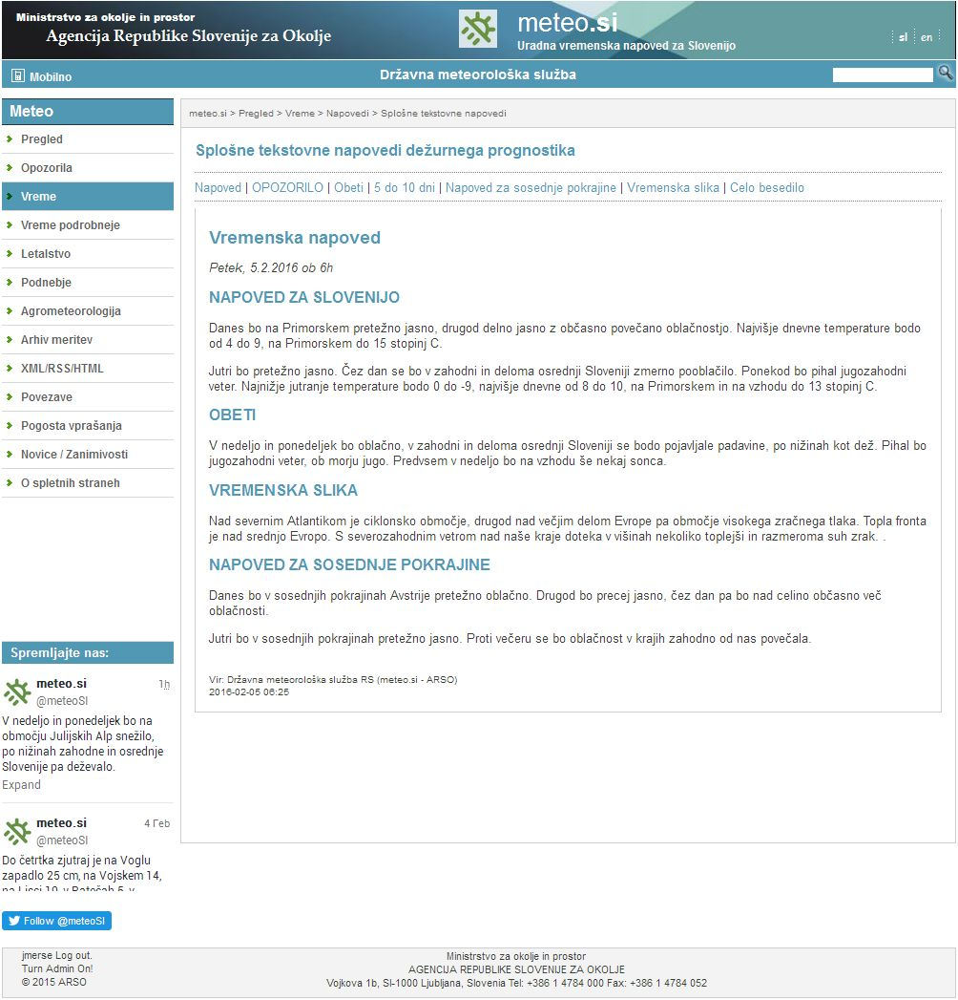 Ministrstvo za okolje in prostor
Agencija Republike Slovenije za Okolje
meteo.si
Uradna vremenska napoved za Slovenijo
sl en
Mobilno
Državna meteorološka služba
Meteo
Pregled
Opozorila
Vreme
Vreme podrobneje
Letalstvo
Podnebje
Agrometeorologija
Arhiv meritev
XML/RSS/HTML
Povezave
Pogosta vprašanja
Novice / Zanimivosti
O spletnih straneh
meteo.si > Pregled > Vreme > Napovedi > Splošne tekstovne napovedi
Splošne tekstovne napovedi dežurnega prognostika
Napoved | OPOZORILO | Obeti | 5 do 10 dni | Napoved za sosednje pokrajine | Vremenska slika | Celo besedilo
Vremenska napoved
Petek, 5.2.2016 ob 6h
NAPOVED ZA SLOVENIJO
Danes bo na Primorskem pretežno jasno, drugod delno jasno z občasno povečano oblačnostjo. Najvišje dnevne temperature bodo
od 4 do 9, na Primorskem do 15 stopinj C.
Jutri bo pretežno jasno. Čez dan se bo v zahodni in deloma osrednji Sloveniji zmerno pooblačilo. Ponekod bo pihal jugozahodni
veter. Najnižje jutranje temperature bodo 0 do -9, najvišje dnevne od 8 do 10, na Primorskem in na vzhodu do 13 stopinj C.
OBETI
V nedeljo in ponedeljek bo oblačno, v zahodni in deloma osrednji Sloveniji se bodo pojavljale padavine, po nižinah kot dež. Pihal bo
jugozahodni veter, ob morju jugo. Predvsem v nedeljo bo na vzhodu še nekaj sonca.
VREMENSKA SLIKA
Nad severnim Atlantikom je ciklonsko območje, drugod nad večjim delom Evrope pa območje visokega zračnega tlaka. Topla fronta
je nad srednjo Evropo. S severozahodnim vetrom nad naše kraje doteka v višinah nekoliko toplejši in razmeroma suh zrak. .
NAPOVED ZA SOSEDNJE POKRAJINE
Danes bo v sosednjih pokrajinah Avstrije pretežno oblačno. Drugod bo precej jasno, čez dan pa bo nad celino občasno več
oblačnosti.
Jutri bo v sosednjih pokrajinah pretežno jasno. Proti večeru se bo oblačnost v krajih zahodno od nas povečala.
Vir: Državna meteorološka služba RS (meteo.si - ARSO)
2016-02-05 06:25
Spremljajte nas:
meteo.si 1h
@meteoSI
V nedeljo in ponedeljek bo na
območju Julijskih Alp snežilo,
po nižinah zahodne in osrednje
Slovenije pa deževalo.
Expand
meteo.si 4 Feb
@meteoSI
Do četrtka zjutraj je na Voglu
zapadlo 25 cm, na Vojskem 14,
na Lisci 10, v Ratečah 5, v
Follow @meteoSI
jmerse Log out.
Turn Admin On!
© 2015 ARSO
Ministrstvo za okolje in prostor
AGENCIJA REPUBLIKE SLOVENIJE ZA OKOLJE
Vojkova 1b, SI-1000 Ljubljana, Slovenia Tel: +386 1 4784 000 Fax: +386 1 4784 052